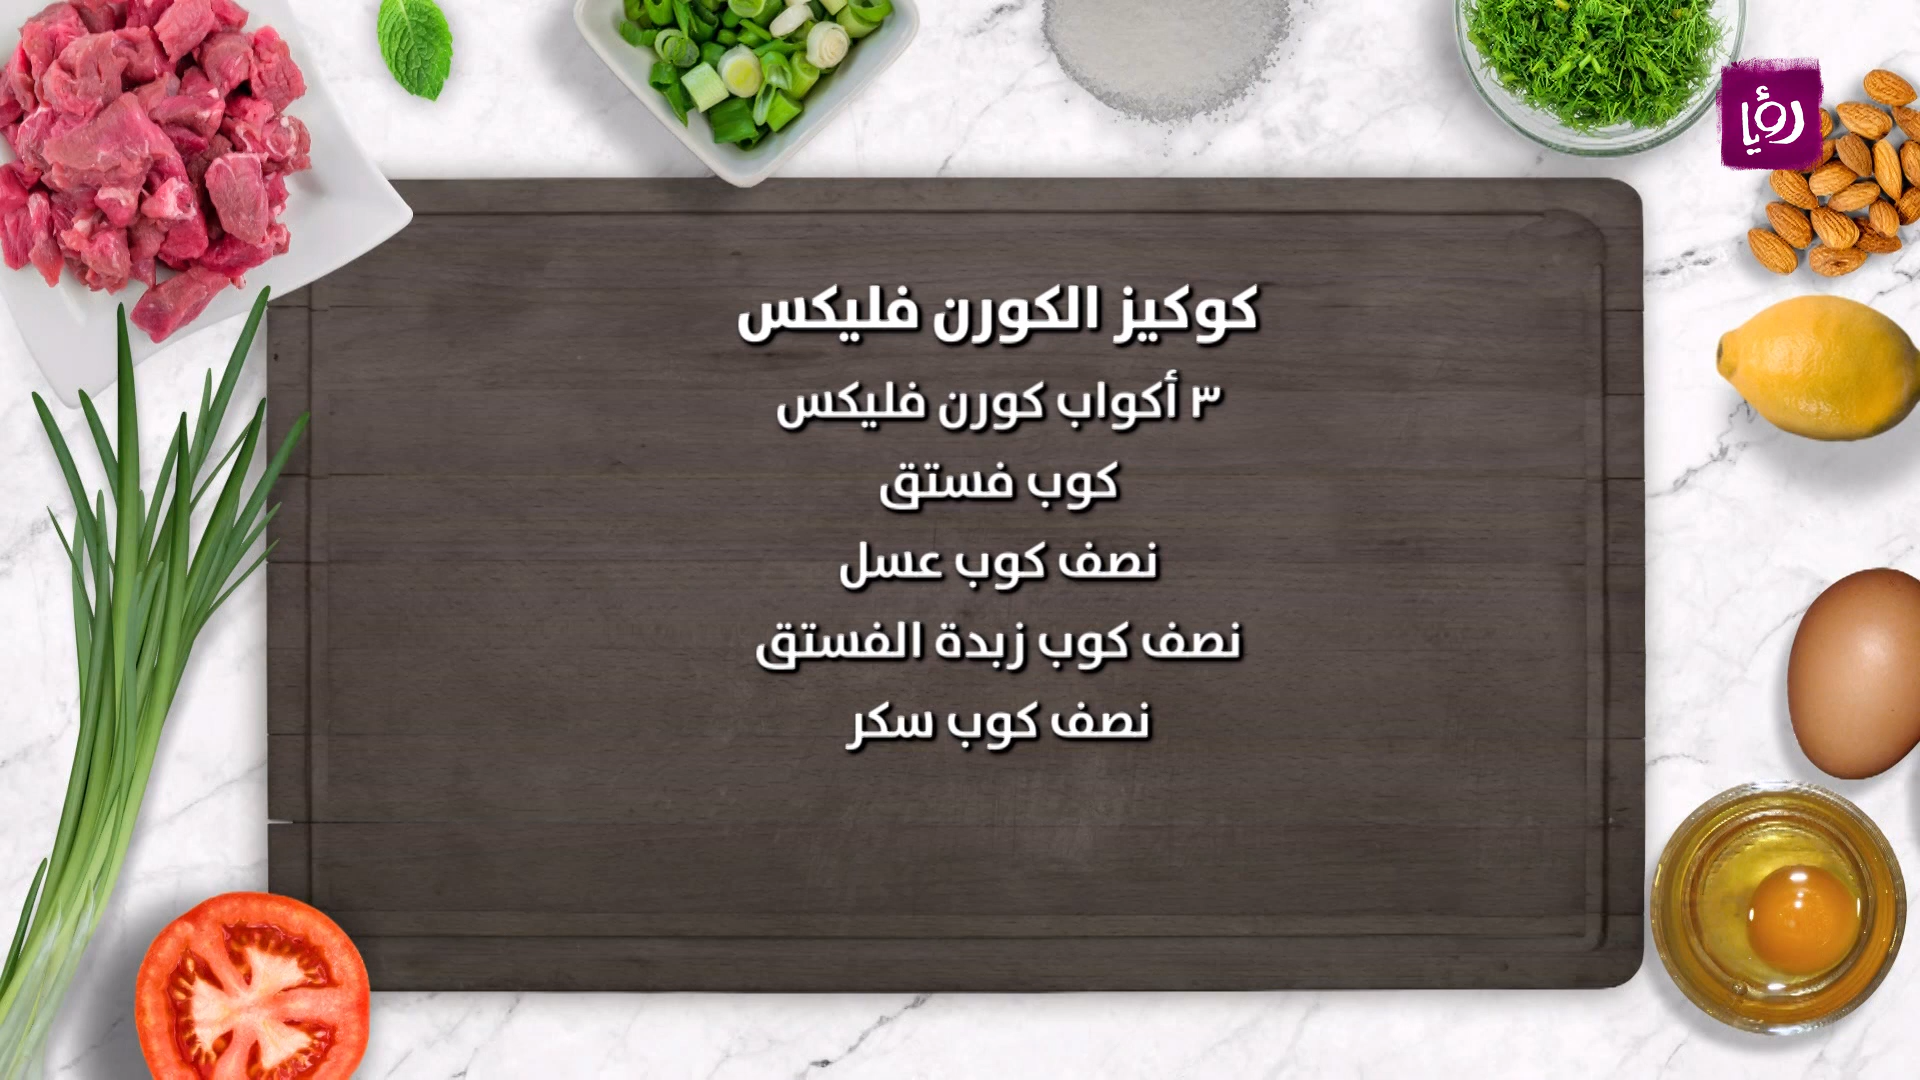 رؤيا
كوكيز الكورن فليكس
٣ أكواب كورن فليكس
كوب فستق
نصف كوب عسل
نصف كوب زبدة الفستق
نصف كوب سكر